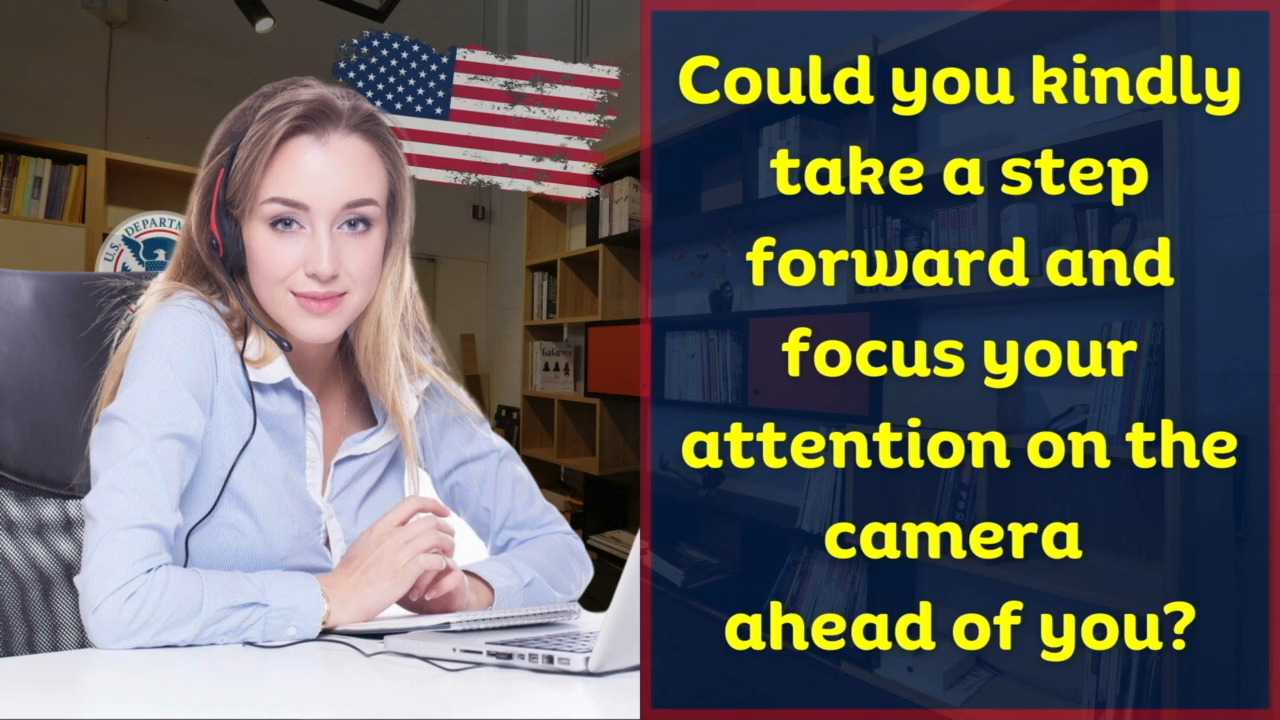 U.S. DEPARTM
Could you kindly
take a step
forward and
focus your
attention on the
camera
ahead of you?